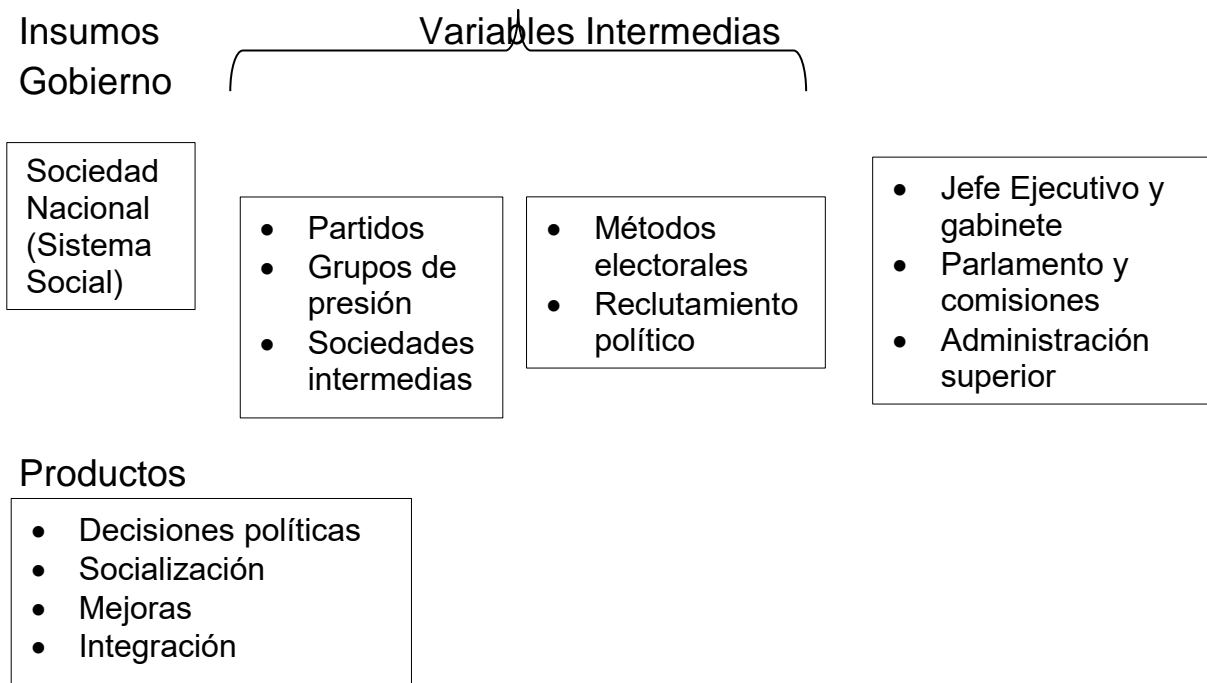 Insumos Variables Intermedias
Gobierno
Sociedad
Nacional
(Sistema
Social)
• Partidos
• Grupos de
presión
• Sociedades
intermedias
• Métodos
electorales
• Reclutamiento
político
• Jefe Ejecutivo y
gabinete
• Parlamento y
comisiones
• Administración
superior
Productos
• Decisiones políticas
• Socialización
• Mejoras
• Integración